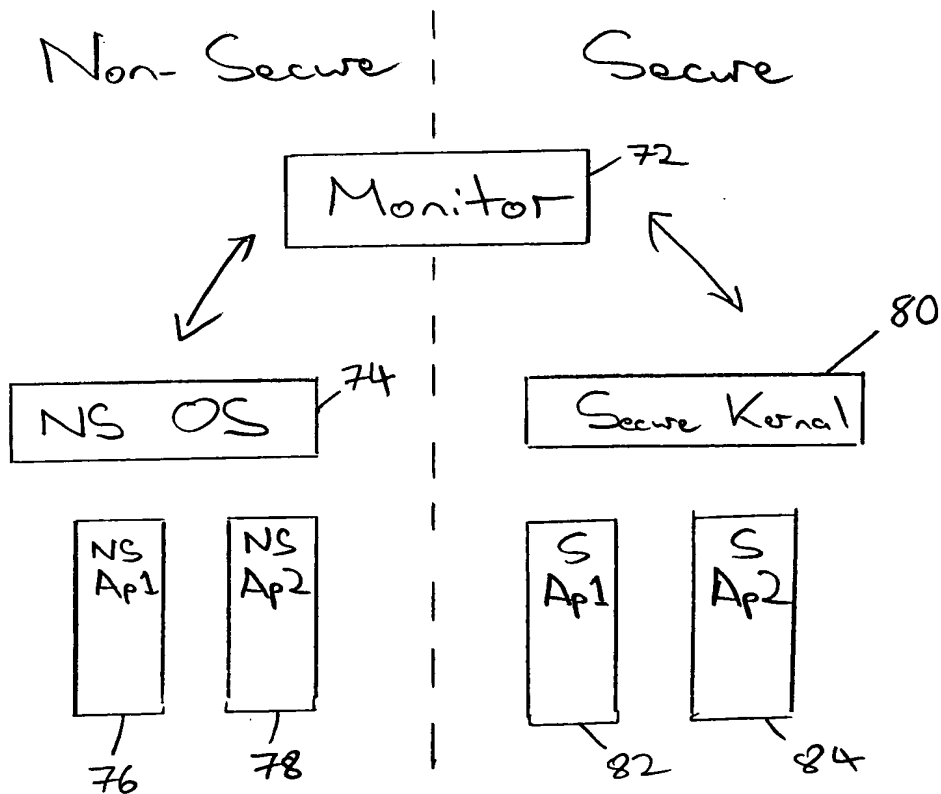 Non-Secure
Secure
Monitor
72
NS OS
74
Secure Kernal
80
NS
Ap1
76
NS
Ap2
78
S
Ap1
82
S
Ap2
84